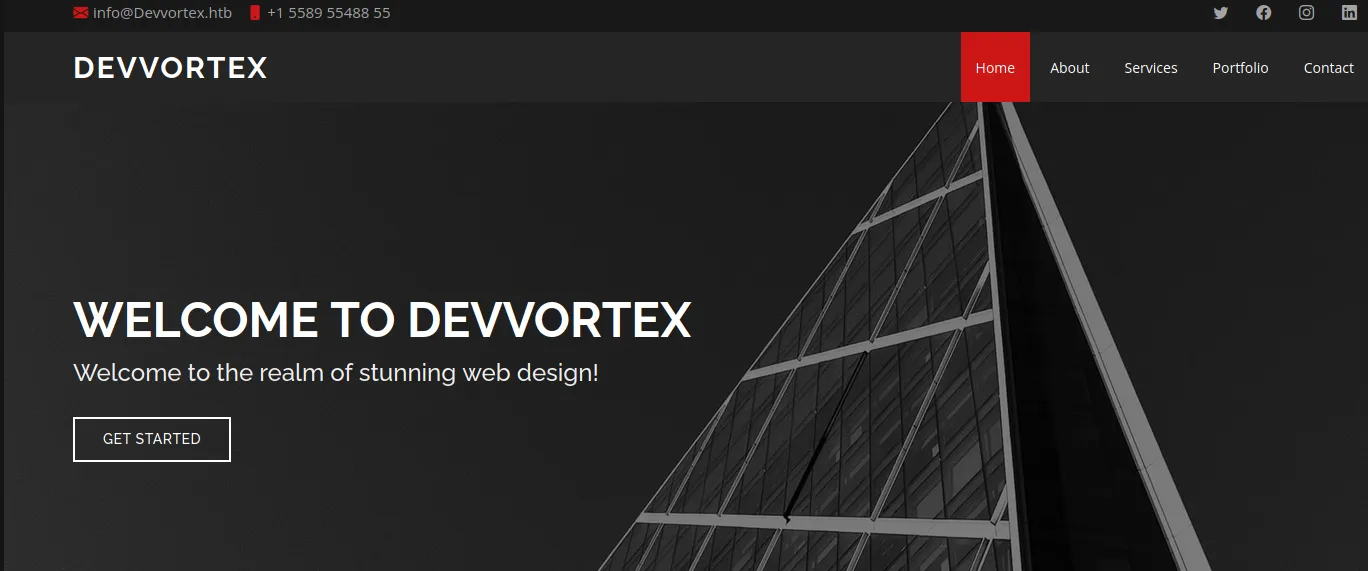 info@Devvortex.htb +1 5589 55488 55
DEVVORTEX
Home About Services Portfolio Contact
WELCOME TO DEVVORTEX
Welcome to the realm of stunning web design!
GET STARTED